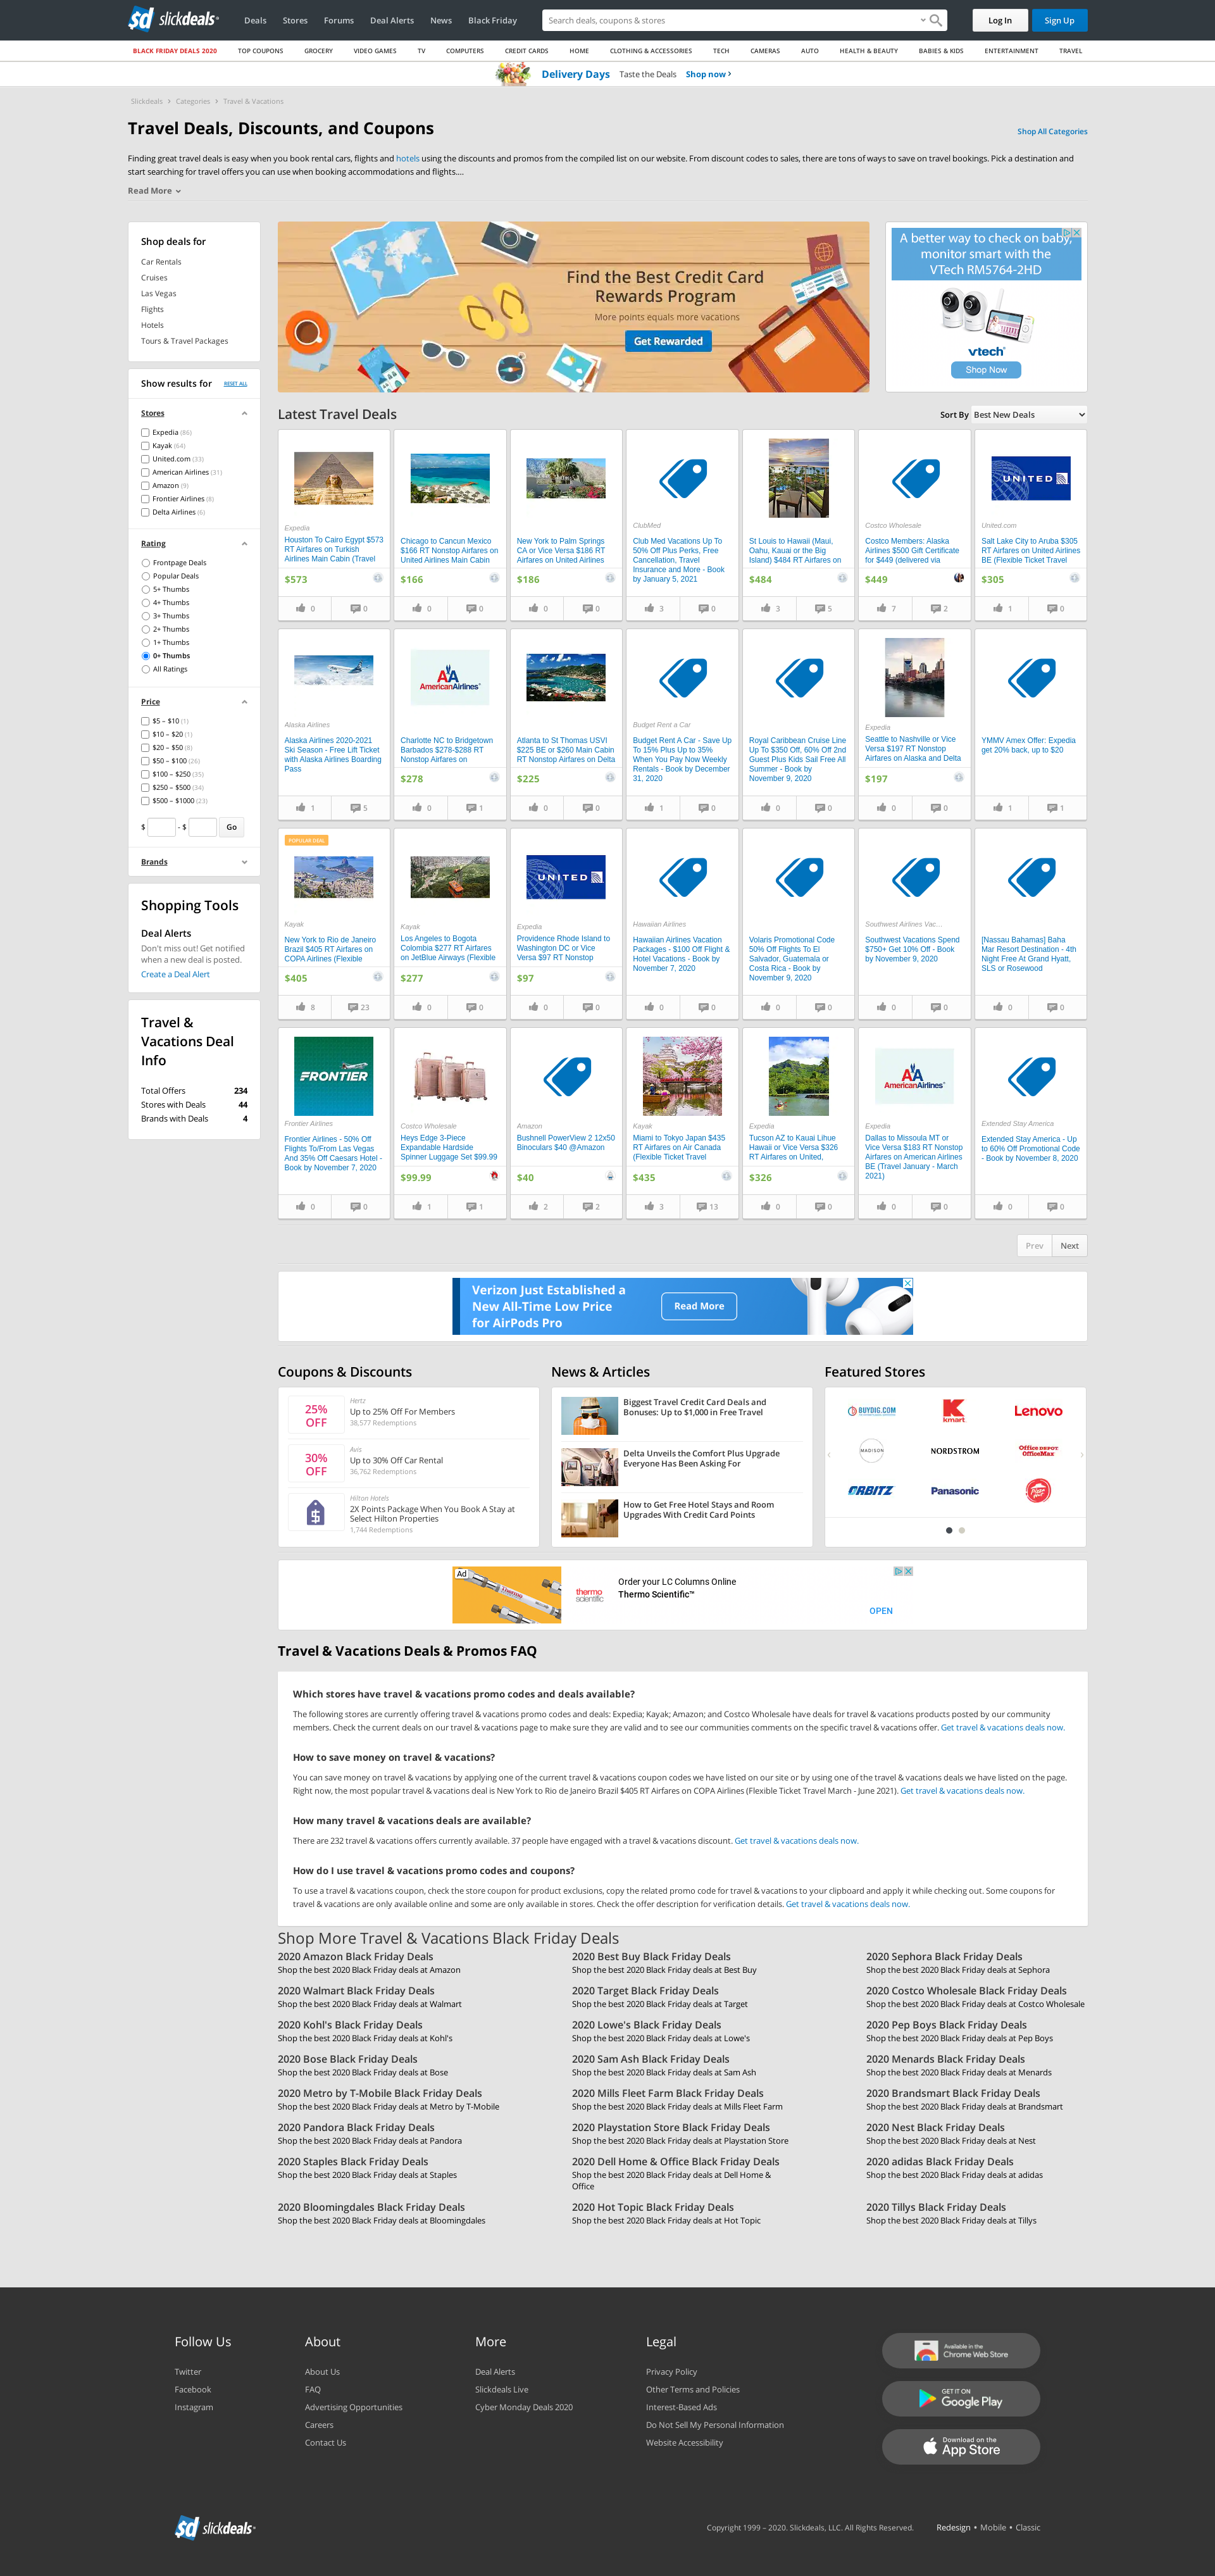 slickdeals
Deals Stores Forums Deal Alerts News Black Friday
Search deals, coupons & stores
Log In
Sign Up
BLACK FRIDAY DEALS 2020 TOP COUPONS GROCERY VIDEO GAMES TV COMPUTERS CREDIT CARDS HOME CLOTHING & ACCESSORIES TECH CAMERAS AUTO HEALTH & BEAUTY BABIES & KIDS ENTERTAINMENT TRAVEL
Delivery Days Taste the Deals Shop now ›
Slickdeals › Categories › Travel & Vacations
Travel Deals, Discounts, and Coupons
Shop All Categories
Finding great travel deals is easy when you book rental cars, flights and hotels using the discounts and promos from the compiled list on our website. From discount codes to sales, there are tons of ways to save on travel bookings. Pick a destination and
start searching for travel offers you can use when booking accommodations and flights....
Read More
Shop deals for
Car Rentals
Cruises
Las Vegas
Flights
Hotels
Tours & Travel Packages
Show results for RESET ALL
Stores
Expedia (86)
Kayak (64)
United.com (33)
American Airlines (31)
Amazon (9)
Frontier Airlines (8)
Delta Airlines (6)
Rating
Frontpage Deals
Popular Deals
5+ Thumbs
4+ Thumbs
3+ Thumbs
2+ Thumbs
1+ Thumbs
0+ Thumbs
All Ratings
Price
$5 – $10 (1)
$10 – $20 (1)
$20 – $50 (8)
$50 – $100 (26)
$100 – $250 (35)
$250 – $500 (34)
$500 – $1000 (23)
$ - $ Go
Brands
Shopping Tools
Deal Alerts
Don't miss out! Get notified
when a new deal is posted.
Create a Deal Alert
Travel &
Vacations Deal
Info
Total Offers 234
Stores with Deals 44
Brands with Deals 4
Find the Best Credit Card
Rewards Program
More points equals more vacations
Get Rewarded
A better way to check on baby,
monitor smart with the
VTech RM5764-2HD
vtech
Shop Now
Latest Travel Deals
Sort By Best New Deals
Expedia
Houston To Cairo Egypt $573
RT Airfares on Turkish
Airlines Main Cabin (Travel
$573
0 0
Chicago to Cancun Mexico
$166 RT Nonstop Airfares on
United Airlines Main Cabin
$166
0 0
New York to Palm Springs
CA or Vice Versa $186 RT
Airfares on United Airlines
$186
0 0
ClubMed
Club Med Vacations Up To
50% Off Plus Perks, Free
Cancellation, Travel
Insurance and More - Book
by January 5, 2021
3 0
St Louis to Hawaii (Maui,
Oahu, Kauai or the Big
Island) $484 RT Airfares on
$484
3 5
Costco Wholesale
Costco Members: Alaska
Airlines $500 Gift Certificate
for $449 (delivered via
$449
7 2
UNITED
United.com
Salt Lake City to Aruba $305
RT Airfares on United Airlines
BE (Flexible Ticket Travel
$305
1 0
Alaska Airlines
Alaska Airlines 2020-2021
Ski Season - Free Lift Ticket
with Alaska Airlines Boarding
Pass
1 5
AmericanAirlines
Charlotte NC to Bridgetown
Barbados $278-$288 RT
Nonstop Airfares on
$278
0 1
Atlanta to St Thomas USVI
$225 BE or $260 Main Cabin
RT Nonstop Airfares on Delta
$225
0 0
Budget Rent a Car
Budget Rent A Car - Save Up
To 15% Plus Up to 35%
When You Pay Now Weekly
Rentals - Book by December
31, 2020
1 0
Royal Caribbean Cruise Line
Up To $350 Off, 60% Off 2nd
Guest Plus Kids Sail Free All
Summer - Book by
November 9, 2020
0 0
Expedia
Seattle to Nashville or Vice
Versa $197 RT Nonstop
Airfares on Alaska and Delta
$197
0 0
YMMV Amex Offer: Expedia
get 20% back, up to $20
1 1
POPULAR DEAL
Kayak
New York to Rio de Janeiro
Brazil $405 RT Airfares on
COPA Airlines (Flexible
$405
8 23
Kayak
Los Angeles to Bogota
Colombia $277 RT Airfares
on JetBlue Airways (Flexible
$277
0 0
UNITED
Expedia
Providence Rhode Island to
Washington DC or Vice
Versa $97 RT Nonstop
$97
0 0
Hawaiian Airlines
Hawaiian Airlines Vacation
Packages - $100 Off Flight &
Hotel Vacations - Book by
November 7, 2020
0 0
Volaris Promotional Code
50% Off Flights To El
Salvador, Guatemala or
Costa Rica - Book by
November 9, 2020
0 0
Southwest Airlines Vac...
Southwest Vacations Spend
$750+ Get 10% Off - Book
by November 9, 2020
0 0
[Nassau Bahamas] Baha
Mar Resort Destination - 4th
Night Free At Grand Hyatt,
SLS or Rosewood
0 0
FRONTIER
Frontier Airlines
Frontier Airlines - 50% Off
Flights To/From Las Vegas
And 35% Off Caesars Hotel -
Book by November 7, 2020
0 0
Costco Wholesale
Heys Edge 3-Piece
Expandable Hardside
Spinner Luggage Set $99.99
$99.99
1 1
Amazon
Bushnell PowerView 2 12x50
Binoculars $40 @Amazon
$40
2 2
Kayak
Miami to Tokyo Japan $435
RT Airfares on Air Canada
(Flexible Ticket Travel
$435
3 13
Expedia
Tucson AZ to Kauai Lihue
Hawaii or Vice Versa $326
RT Airfares on United,
$326
0 0
AmericanAirlines
Expedia
Dallas to Missoula MT or
Vice Versa $183 RT Nonstop
Airfares on American Airlines
BE (Travel January - March
2021)
0 0
Extended Stay America
Extended Stay America - Up
to 60% Off Promotional Code
- Book by November 8, 2020
0 0
Prev Next
Verizon Just Established a
New All-Time Low Price
for AirPods Pro
Read More
Coupons & Discounts
25%
OFF
Hertz
Up to 25% Off For Members
38,577 Redemptions
30%
OFF
Avis
Up to 30% Off Car Rental
36,762 Redemptions
Hilton Hotels
2X Points Package When You Book A Stay at
Select Hilton Properties
1,744 Redemptions
News & Articles
Biggest Travel Credit Card Deals and
Bonuses: Up to $1,000 in Free Travel
Delta Unveils the Comfort Plus Upgrade
Everyone Has Been Asking For
How to Get Free Hotel Stays and Room
Upgrades With Credit Card Points
Featured Stores
BUYDIG.COM
kmart
Lenovo
MADISON
NORDSTROM
Office DEPOT
OfficeMax
ORBITZ
Panasonic
Ad
thermo
scientific
Order your LC Columns Online
Thermo Scientific™
OPEN
Travel & Vacations Deals & Promos FAQ
Which stores have travel & vacations promo codes and deals available?
The following stores are currently offering travel & vacations promo codes and deals: Expedia; Kayak; Amazon; and Costco Wholesale have deals for travel & vacations products posted by our community
members. Check the current deals on our travel & vacations page to make sure they are valid and to see our communities comments on the specific travel & vacations offer. Get travel & vacations deals now.
How to save money on travel & vacations?
You can save money on travel & vacations by applying one of the current travel & vacations coupon codes we have listed on our site or by using one of the travel & vacations deals we have listed on the page.
Right now, the most popular travel & vacations deal is New York to Rio de Janeiro Brazil $405 RT Airfares on COPA Airlines (Flexible Ticket Travel March - June 2021). Get travel & vacations deals now.
How many travel & vacations deals are available?
There are 232 travel & vacations offers currently available. 37 people have engaged with a travel & vacations discount. Get travel & vacations deals now.
How do I use travel & vacations promo codes and coupons?
To use a travel & vacations coupon, check the store coupon for product exclusions, copy the related promo code for travel & vacations to your clipboard and apply it while checking out. Some coupons for
travel & vacations are only available online and some are only available in stores. Check the offer description for verification details. Get travel & vacations deals now.
Shop More Travel & Vacations Black Friday Deals
2020 Amazon Black Friday Deals
Shop the best 2020 Black Friday deals at Amazon
2020 Best Buy Black Friday Deals
Shop the best 2020 Black Friday deals at Best Buy
2020 Sephora Black Friday Deals
Shop the best 2020 Black Friday deals at Sephora
2020 Walmart Black Friday Deals
Shop the best 2020 Black Friday deals at Walmart
2020 Target Black Friday Deals
Shop the best 2020 Black Friday deals at Target
2020 Costco Wholesale Black Friday Deals
Shop the best 2020 Black Friday deals at Costco Wholesale
2020 Kohl's Black Friday Deals
Shop the best 2020 Black Friday deals at Kohl's
2020 Lowe's Black Friday Deals
Shop the best 2020 Black Friday deals at Lowe's
2020 Pep Boys Black Friday Deals
Shop the best 2020 Black Friday deals at Pep Boys
2020 Bose Black Friday Deals
Shop the best 2020 Black Friday deals at Bose
2020 Sam Ash Black Friday Deals
Shop the best 2020 Black Friday deals at Sam Ash
2020 Menards Black Friday Deals
Shop the best 2020 Black Friday deals at Menards
2020 Metro by T-Mobile Black Friday Deals
Shop the best 2020 Black Friday deals at Metro by T-Mobile
2020 Mills Fleet Farm Black Friday Deals
Shop the best 2020 Black Friday deals at Mills Fleet Farm
2020 Brandsmart Black Friday Deals
Shop the best 2020 Black Friday deals at Brandsmart
2020 Pandora Black Friday Deals
Shop the best 2020 Black Friday deals at Pandora
2020 Playstation Store Black Friday Deals
Shop the best 2020 Black Friday deals at Playstation Store
2020 Nest Black Friday Deals
Shop the best 2020 Black Friday deals at Nest
2020 Staples Black Friday Deals
Shop the best 2020 Black Friday deals at Staples
2020 Dell Home & Office Black Friday Deals
Shop the best 2020 Black Friday deals at Dell Home &
Office
2020 adidas Black Friday Deals
Shop the best 2020 Black Friday deals at adidas
2020 Bloomingdales Black Friday Deals
Shop the best 2020 Black Friday deals at Bloomingdales
2020 Hot Topic Black Friday Deals
Shop the best 2020 Black Friday deals at Hot Topic
2020 Tillys Black Friday Deals
Shop the best 2020 Black Friday deals at Tillys
Follow Us
Twitter
Facebook
Instagram
About
About Us
FAQ
Advertising Opportunities
Careers
Contact Us
More
Deal Alerts
Slickdeals Live
Cyber Monday Deals 2020
Legal
Privacy Policy
Other Terms and Policies
Interest-Based Ads
Do Not Sell My Personal Information
Website Accessibility
Available in the
Chrome Web Store
GET IT ON
Google Play
Download on the
App Store
slickdeals
Copyright 1999 – 2020. Slickdeals, LLC. All Rights Reserved. Redesign • Mobile • Classic